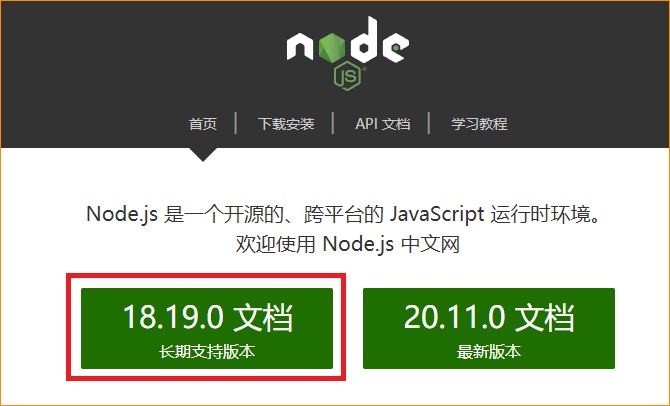 node
JS
首页 | 下载安装 | API 文档 | 学习教程
Node.js 是一个开源的、跨平台的 JavaScript 运行时环境。
欢迎使用 Node.js 中文网
18.19.0 文档
长期支持版本
20.11.0 文档
最新版本